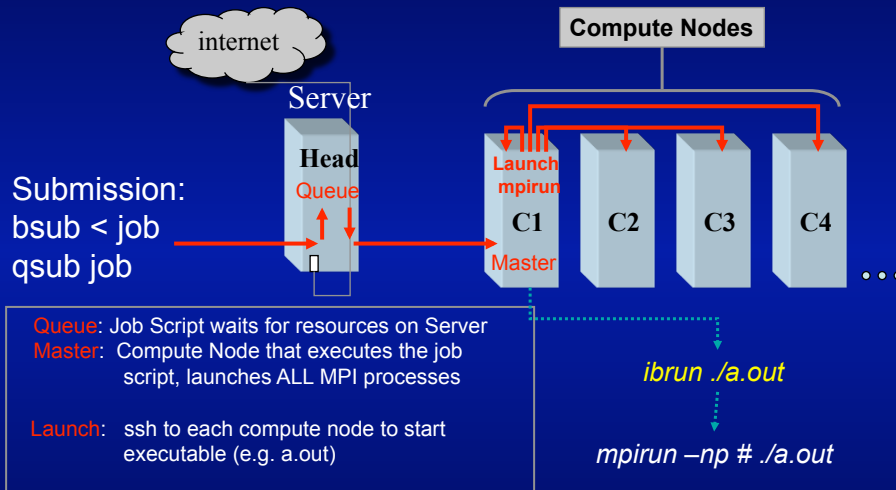 internet
Compute Nodes
Server
Head
Queue
Submission:
bsub < job
qsub job
Launch
mpirun
C1
Master
C2
C3
C4
...
Queue: Job Script waits for resources on Server
Master: Compute Node that executes the job
script, launches ALL MPI processes
Launch: ssh to each compute node to start
executable (e.g. a.out)
ibrun ./a.out
mpirun –np # ./a.out